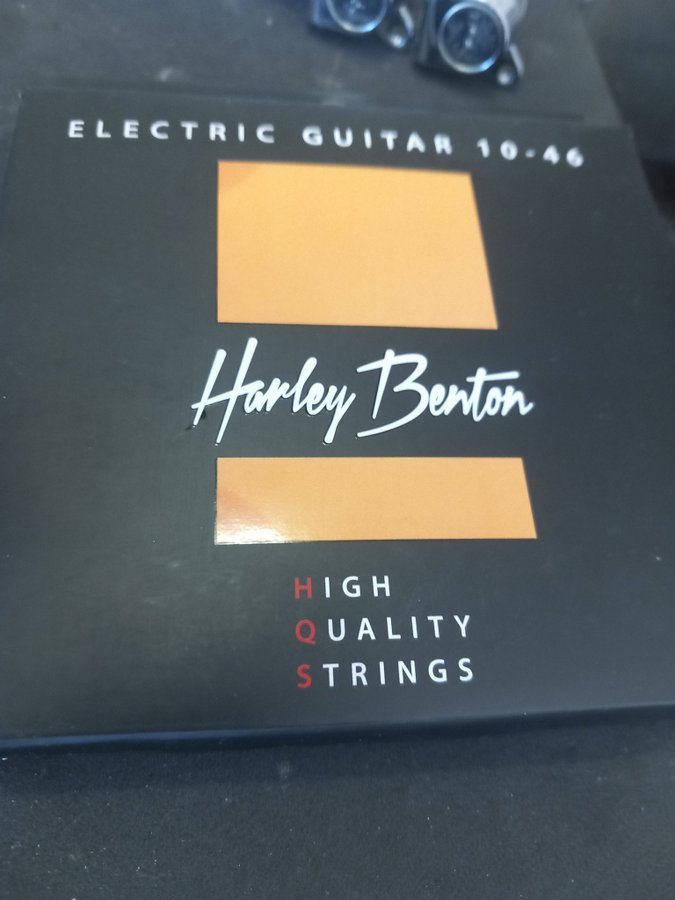 ELECTRIC GUITAR 10-46
Harley Benton
HIGH
QUALITY
STRINGS